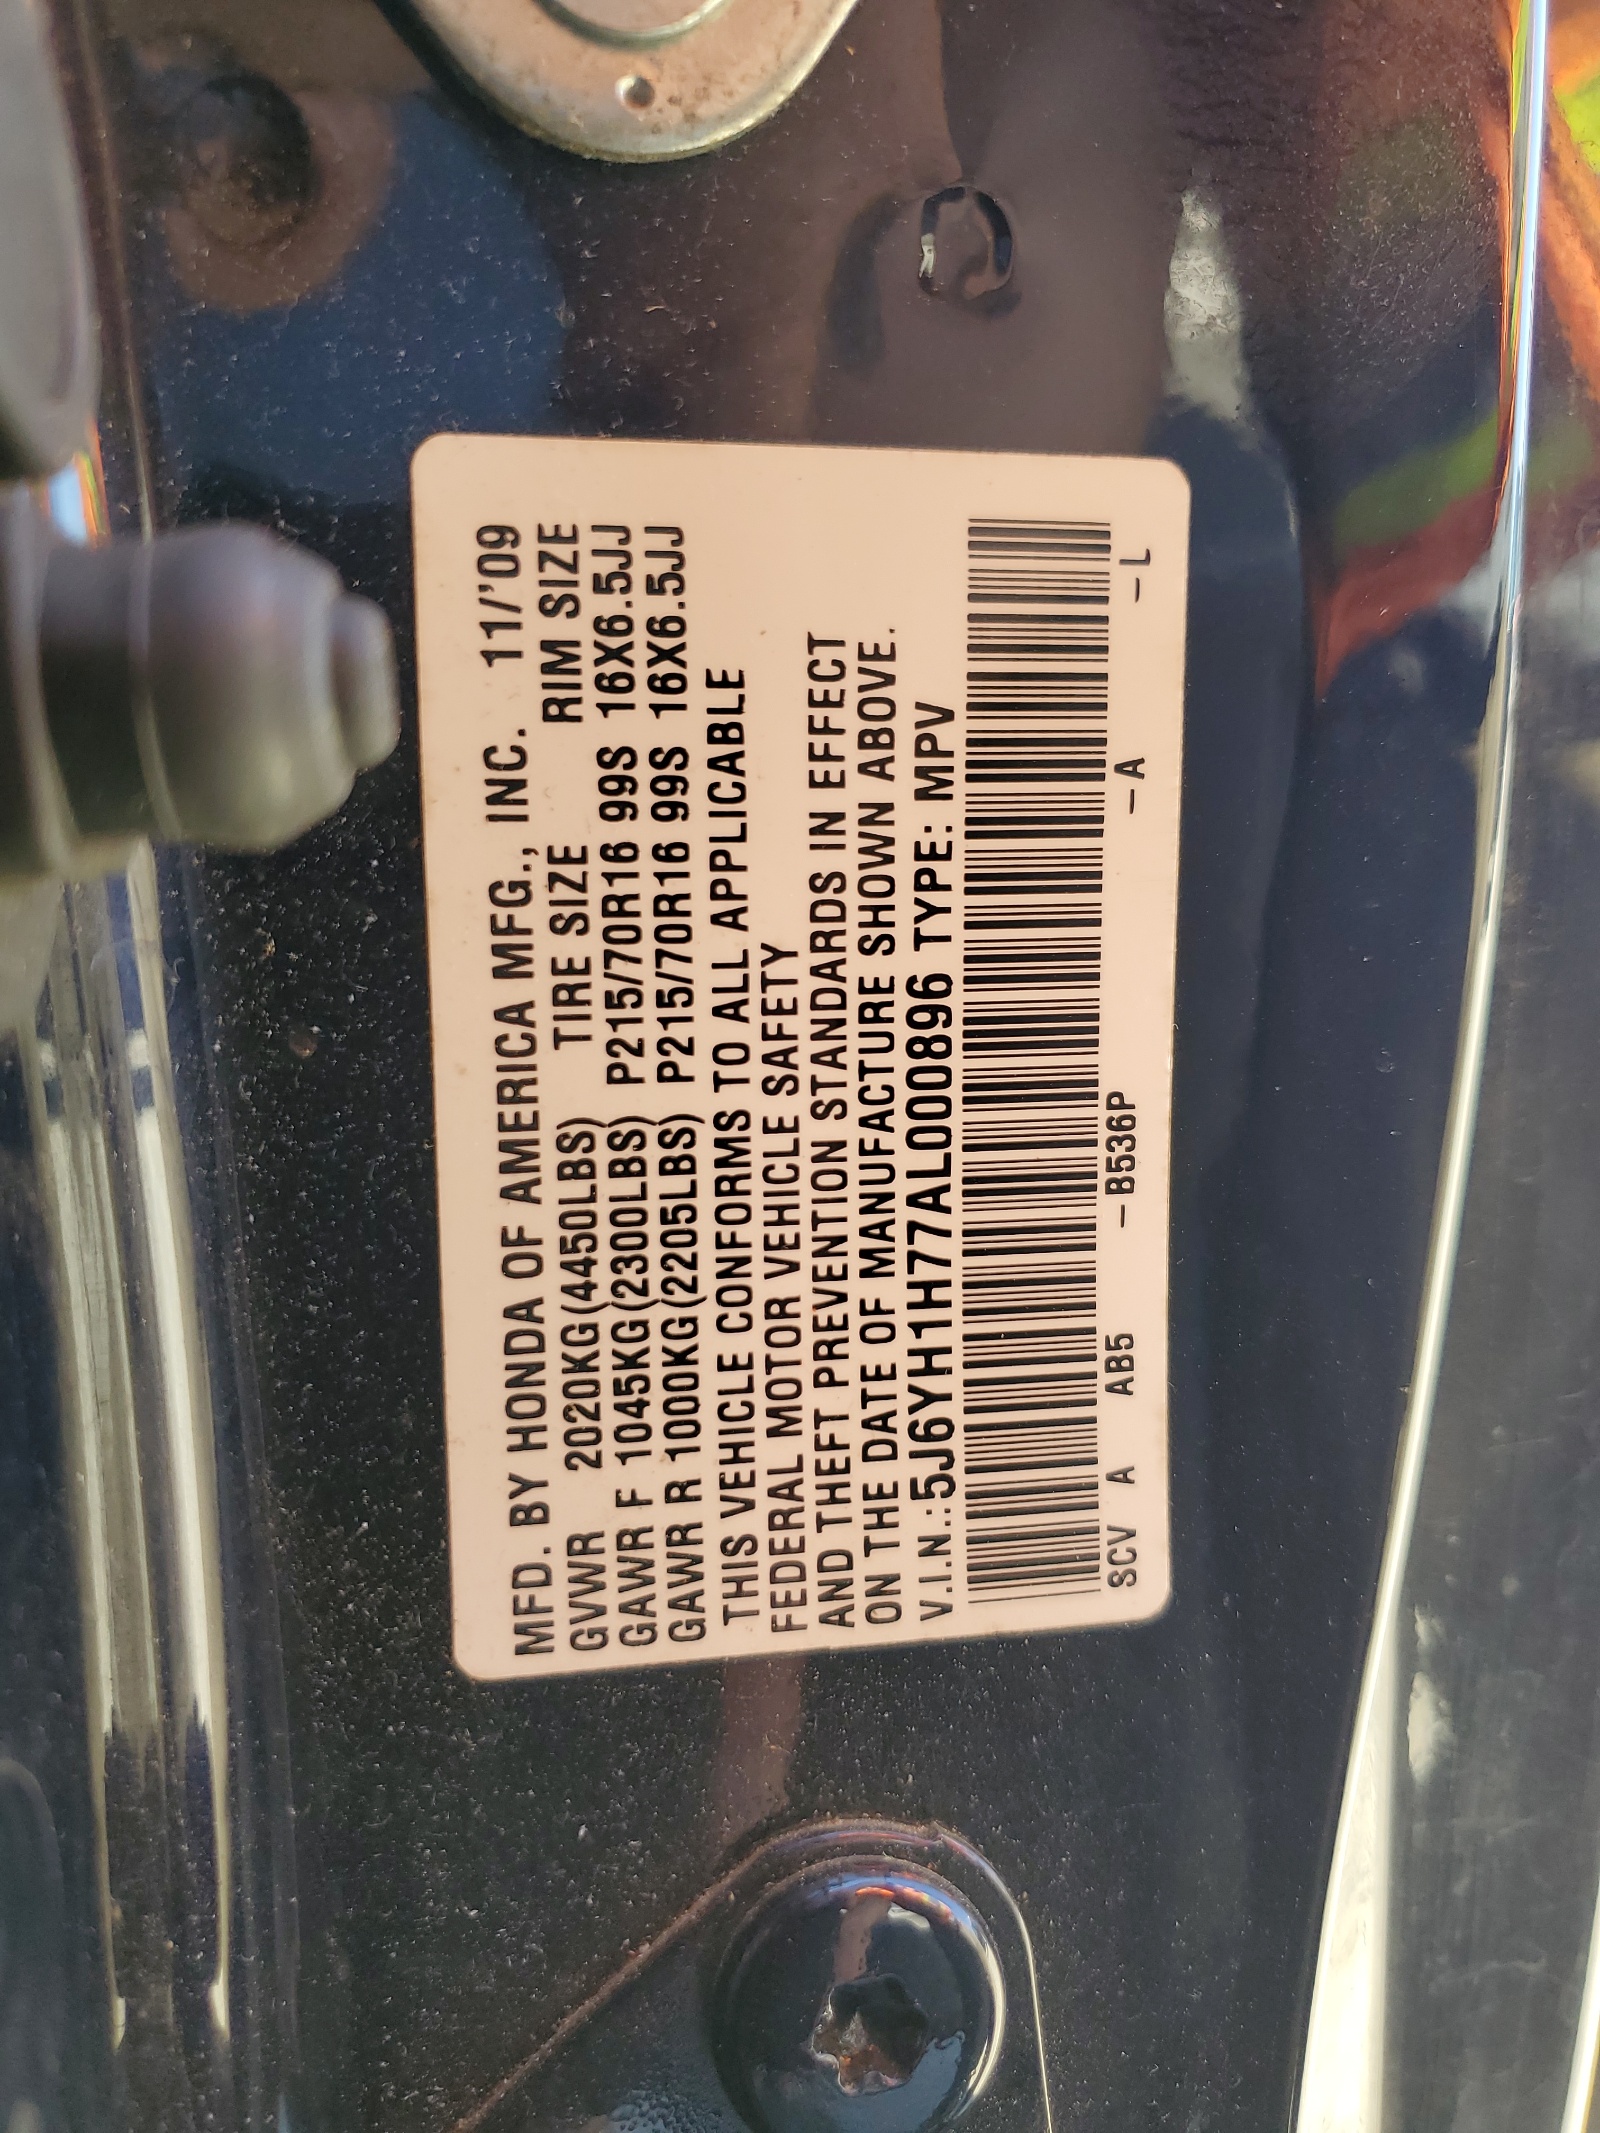 MFD. BY HONDA OF AMERICA MFG., INC. 11/'09
GVWR 2020KG(4450LBS) TIRE SIZE RIM SIZE
GAWR F 1045KG(2300LBS) P215/70R16 99S 16X6.5JJ
GAWR R 1000KG(2205LBS) P215/70R16 99S 16X6.5JJ
THIS VEHICLE CONFORMS TO ALL APPLICABLE
FEDERAL MOTOR VEHICLE SAFETY
AND THEFT PREVENTION STANDARDS IN EFFECT
ON THE DATE OF MANUFACTURE SHOWN ABOVE.
V.I.N.:5J6YH1H77AL000896 TYPE: MPV
SCV A AB5 -B536P -A -L